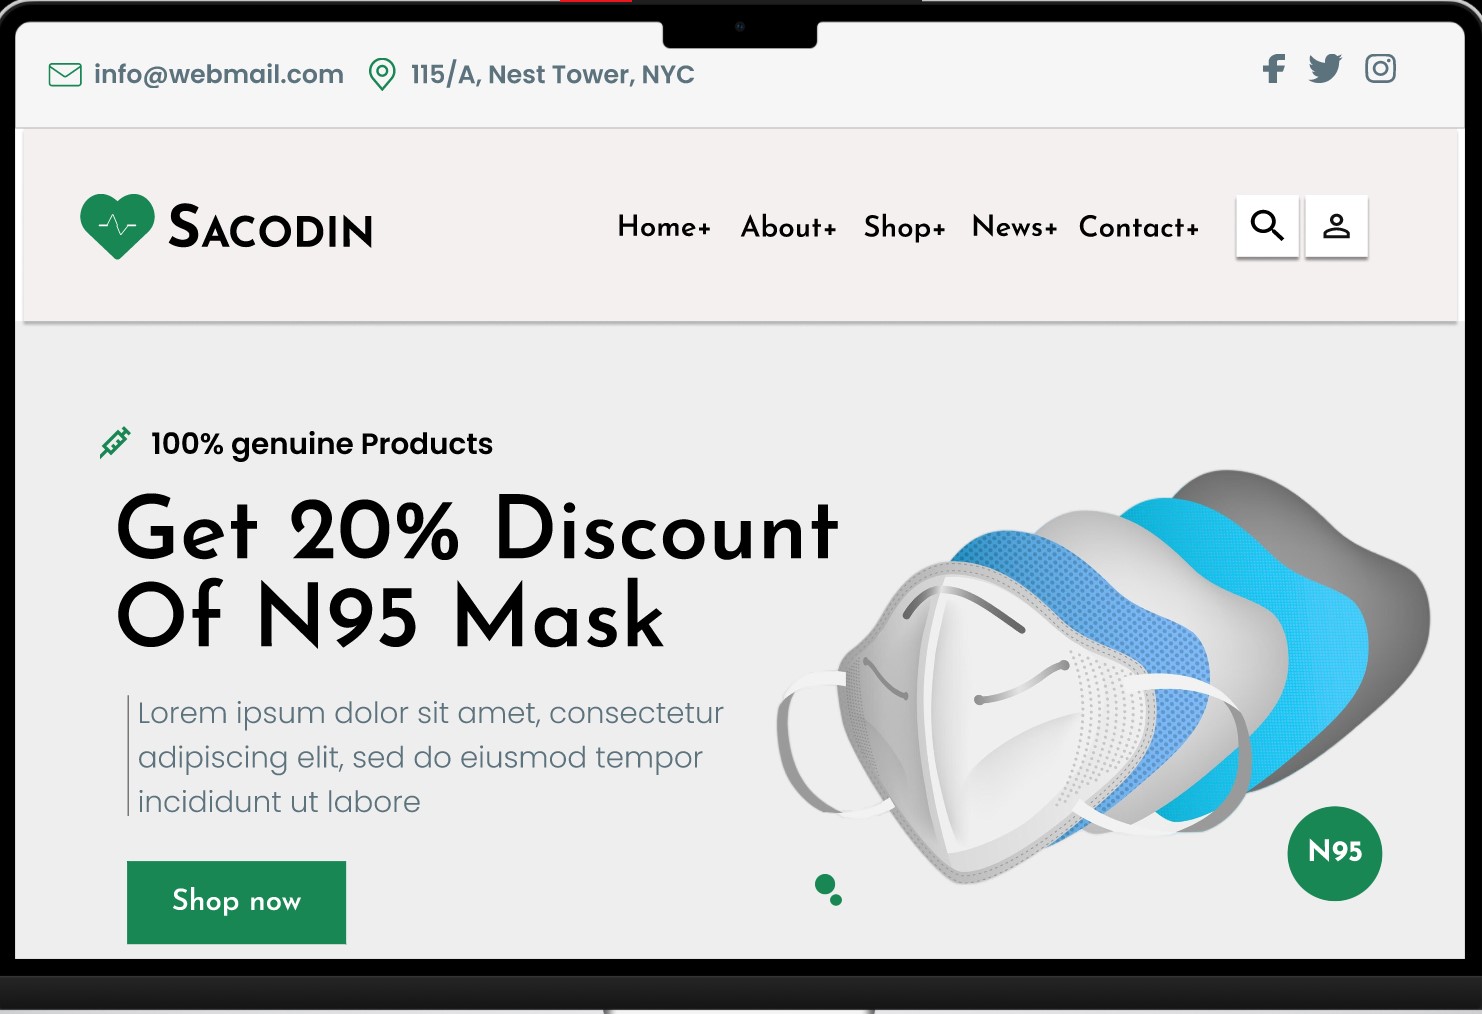 info@webmail.com 115/A, Nest Tower, NYC
SACODIN
Home+ About+ Shop+ News+ Contact+
100% genuine Products
Get 20% Discount
Of N95 Mask
Lorem ipsum dolor sit amet, consectetur
adipiscing elit, sed do eiusmod tempor
incididunt ut labore
Shop now
N95